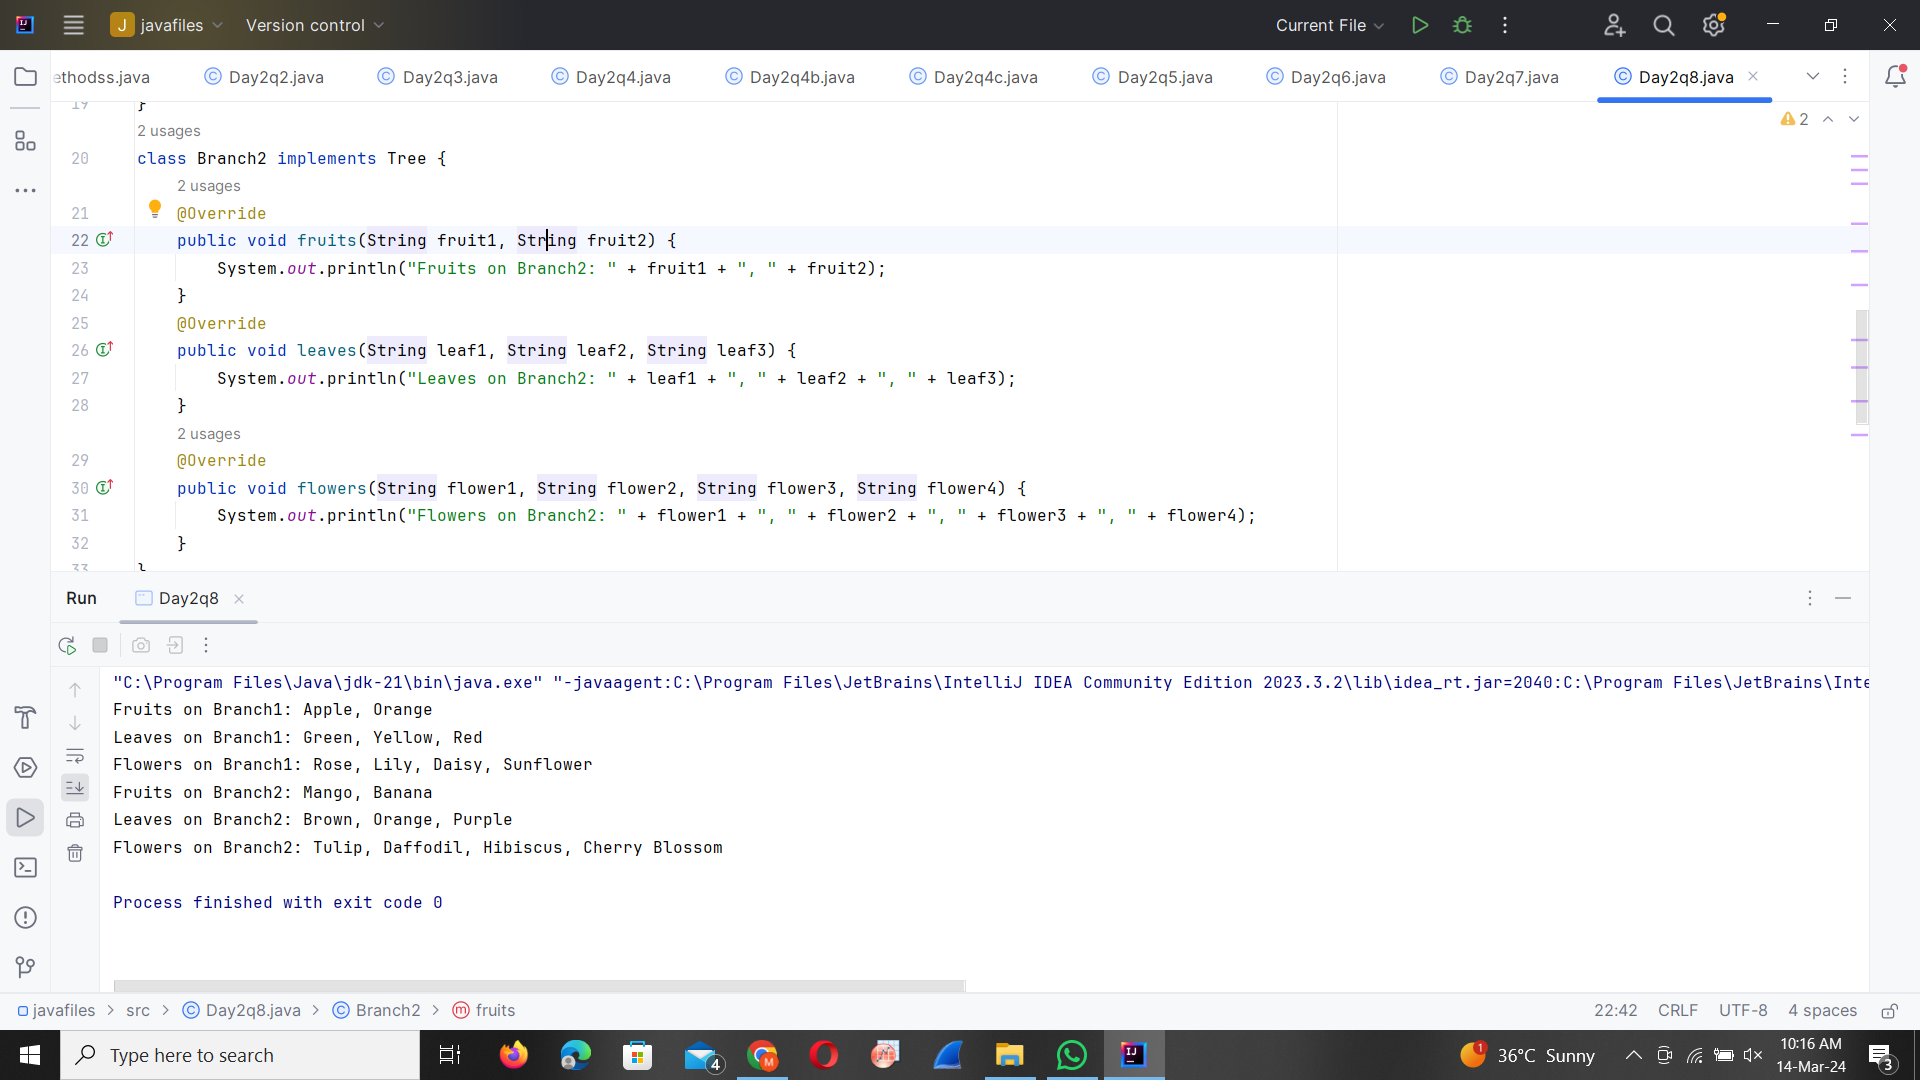 J javafiles Version control Current File
ethodss.java Day2q2.java Day2q3.java Day2q4.java Day2q4b.java Day2q4c.java Day2q5.java Day2q6.java Day2q7.java Day2q8.java
19 }
2
2 usages
20 class Branch2 implements Tree {
2 usages
21 @Override
22 public void fruits(String fruit1, String fruit2) {
23 System.out.println("Fruits on Branch2: " + fruit1 + ", " + fruit2);
24 }
25 @Override
26 public void leaves(String leaf1, String leaf2, String leaf3) {
27 System.out.println("Leaves on Branch2: " + leaf1 + ", " + leaf2 + ", " + leaf3);
28 }
2 usages
29 @Override
30 public void flowers(String flower1, String flower2, String flower3, String flower4) {
31 System.out.println("Flowers on Branch2: " + flower1 + ", " + flower2 + ", " + flower3 + ", " + flower4);
32 }
33 }
Run Day2q8
"C:\Program Files\Java\jdk-21\bin\java.exe" "-javaagent:C:\Program Files\JetBrains\IntelliJ IDEA Community Edition 2023.3.2\lib\idea_rt.jar=2040:C:\Program Files\JetBrains\Inte
Fruits on Branch1: Apple, Orange
Leaves on Branch1: Green, Yellow, Red
Flowers on Branch1: Rose, Lily, Daisy, Sunflower
Fruits on Branch2: Mango, Banana
Leaves on Branch2: Brown, Orange, Purple
Flowers on Branch2: Tulip, Daffodil, Hibiscus, Cherry Blossom
Process finished with exit code 0
javafiles > src > Day2q8.java > Branch2 > fruits 22:42 CRLF UTF-8 4 spaces
Type here to search 4 1 36°C Sunny 10:16 AM
14-Mar-24 3